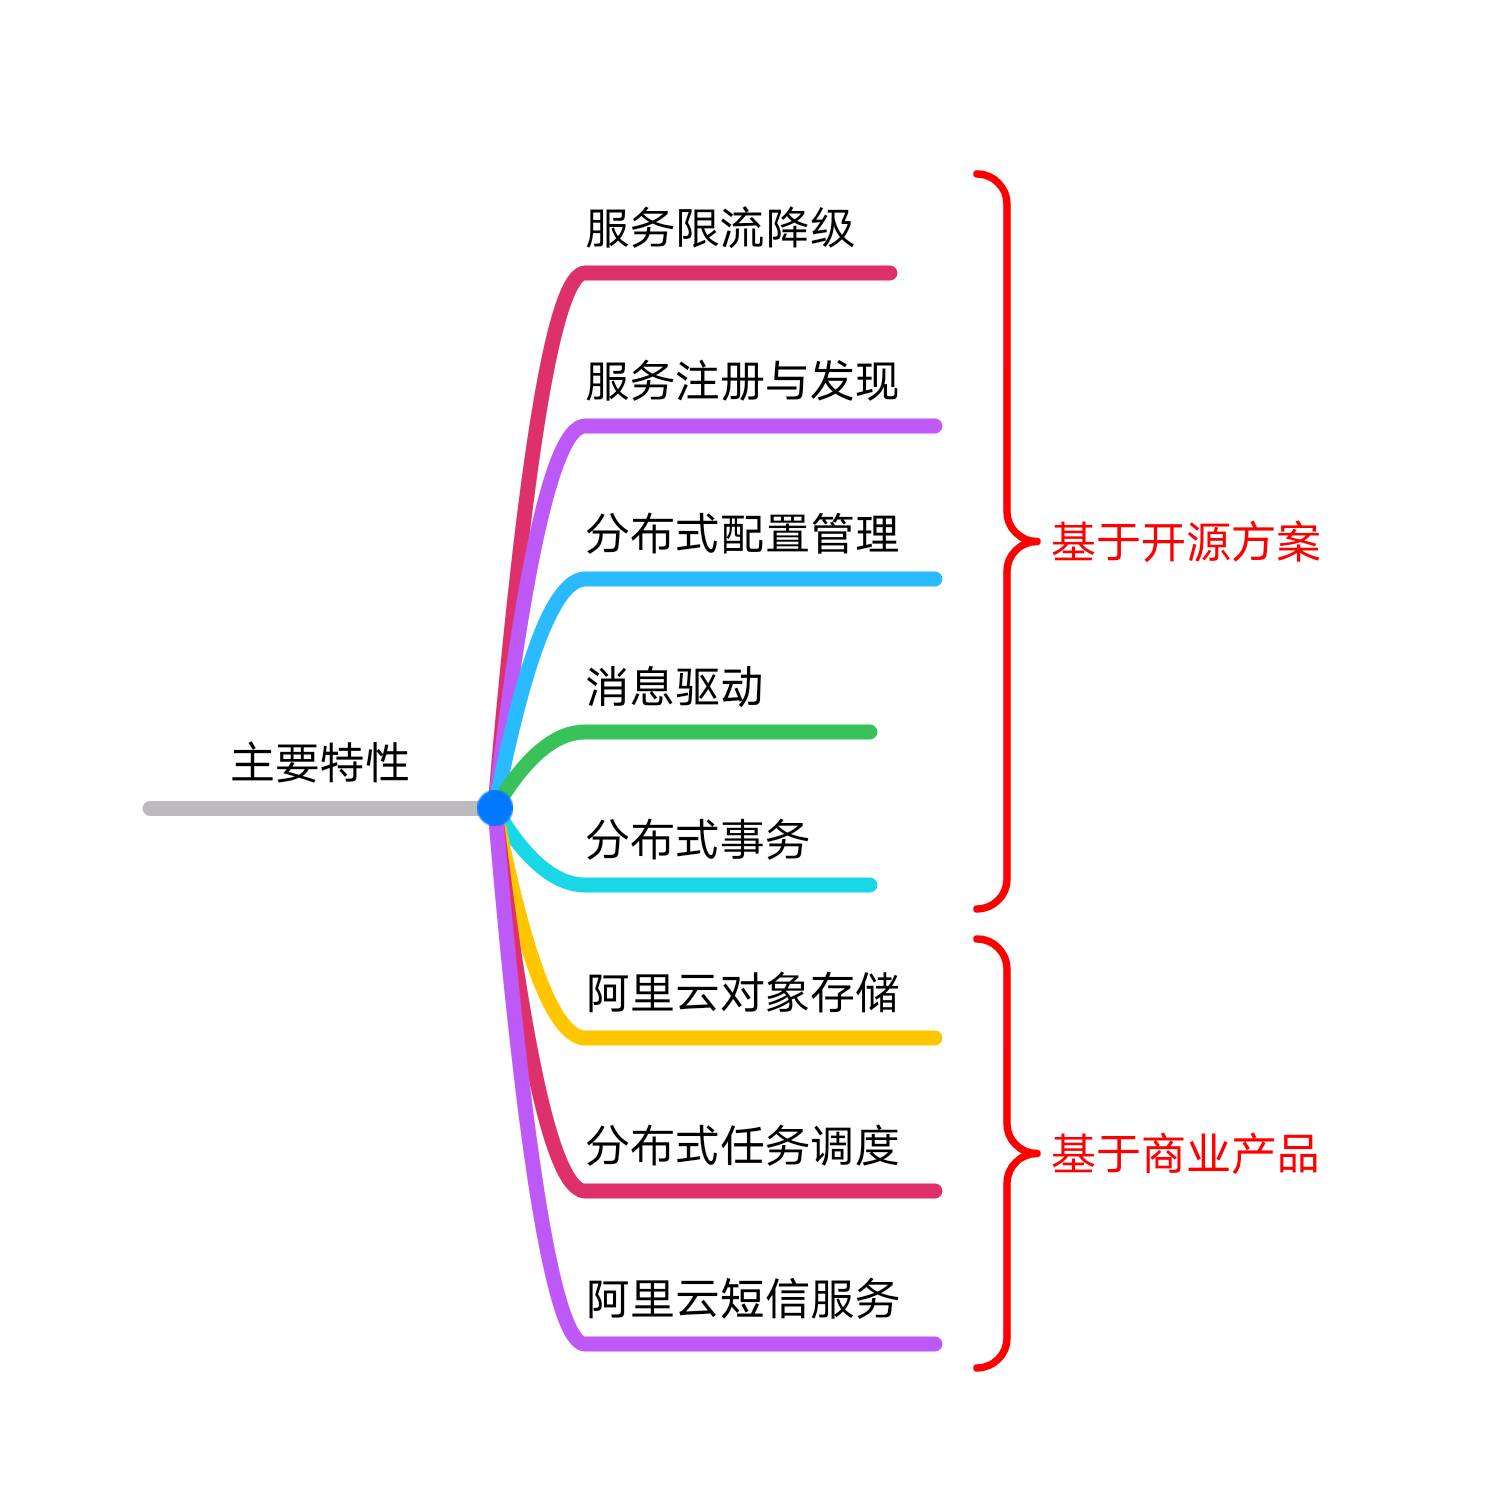 主要特性
服务限流降级
服务注册与发现
分布式配置管理
消息驱动
分布式事务
阿里云对象存储
分布式任务调度
阿里云短信服务
基于开源方案
基于商业产品